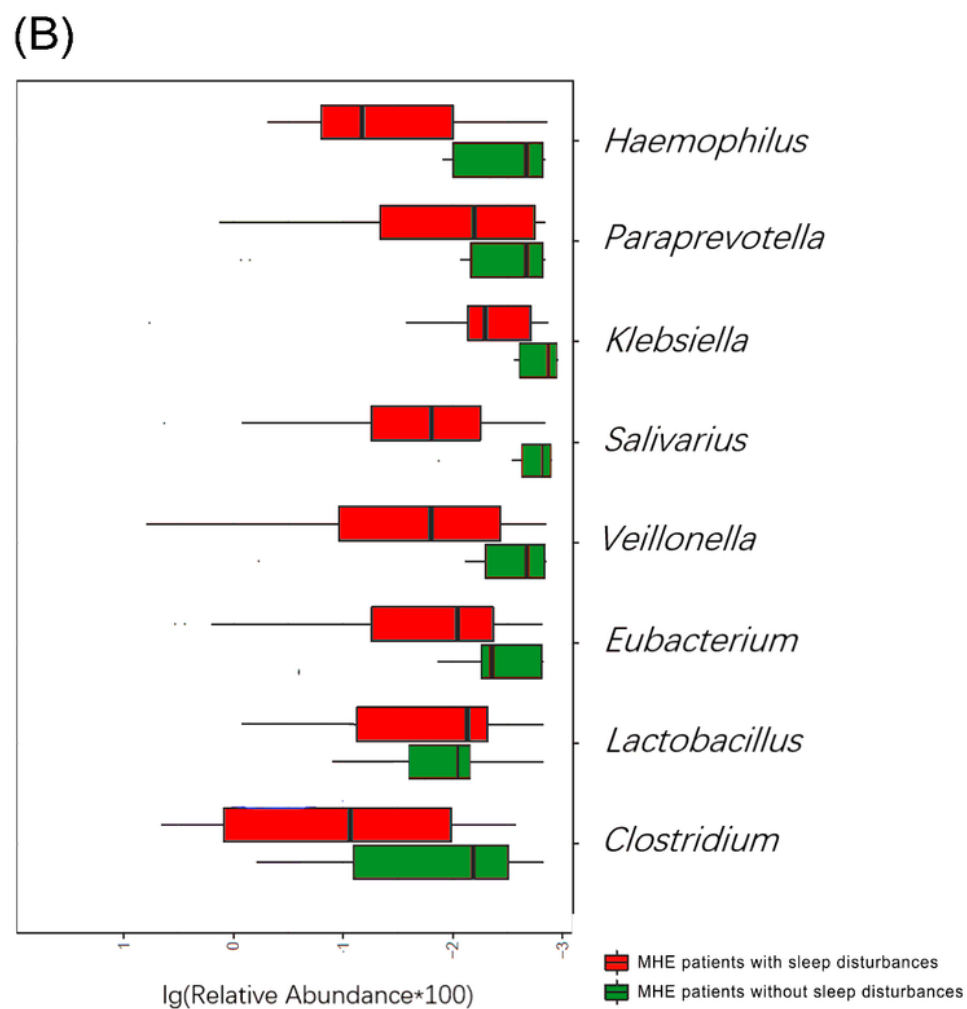 (B)
Haemophilus
Paraprevotella
Klebsiella
Salivarius
Veillonella
Eubacterium
Lactobacillus
Clostridium
1 0 -1 -2 -3
lg(Relative Abundance*100)
MHE patients with sleep disturbances
MHE patients without sleep disturbances